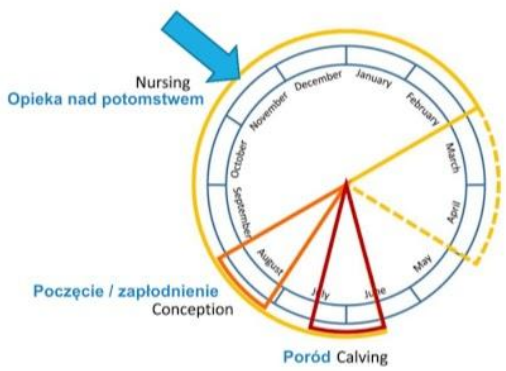 Nursing
Opieka nad potomstwem
January
February
March
April
May
June
July
August
September
October
November
December
Poczęcie / zapłodnienie
Conception
Poród Calving